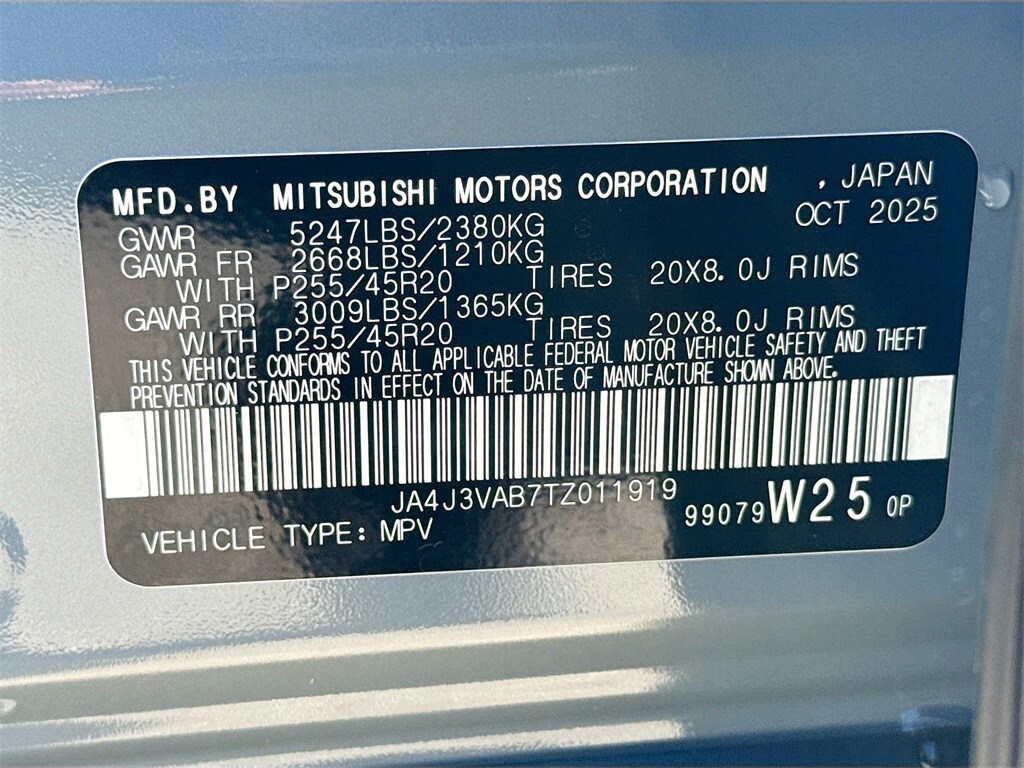 MFD.BY MITSUBISHI MOTORS CORPORATION , JAPAN
OCT 2025
GVWR 5247LBS/2380KG
GAWR FR 2668LBS/1210KG
WITH P255/45R20 TIRES 20X8.0J RIMS
GAWR RR 3009LBS/1365KG
WITH P255/45R20 TIRES 20X8.0J RIMS
THIS VEHICLE CONFORMS TO ALL APPLICABLE FEDERAL MOTOR VEHICLE SAFETY AND THEFT
PREVENTION STANDARDS IN EFFECT ON THE DATE OF MANUFACTURE SHOWN ABOVE.
JA4J3VAB7TZ011919
99079 W25 0P
VEHICLE TYPE: MPV